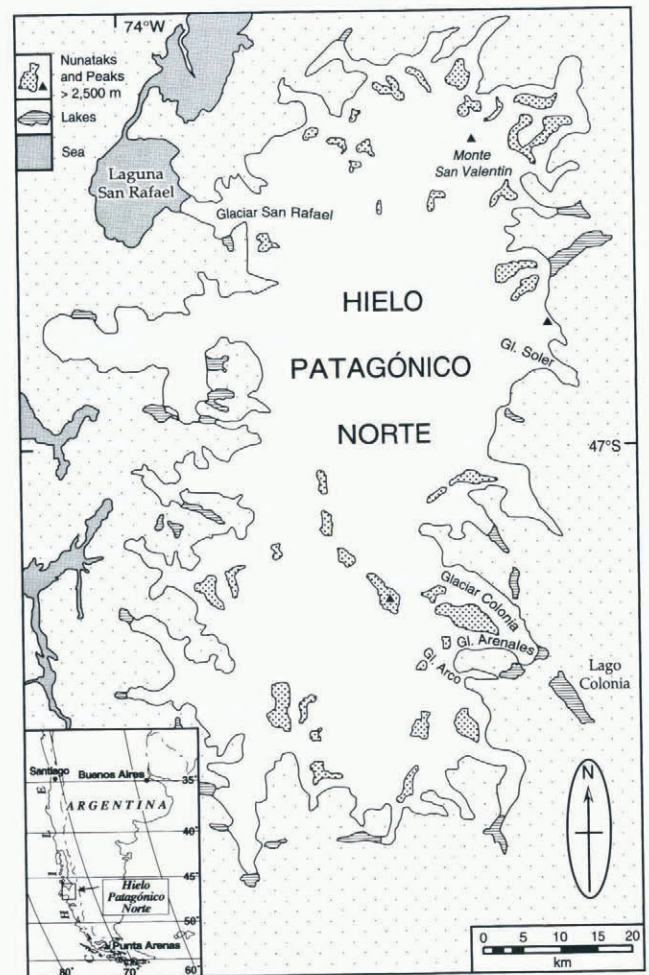 74°W
Nunataks
and Peaks
> 2,500 m
Lakes
Sea
Laguna
San Rafael
Glaciar San Rafael
Monte
San Valentin
HIELO
PATAGÓNICO
NORTE
Gl. Soler
47°S
Glaciar Colonia
Gl. Arenales
Gl. Arco
Lago
Colonia
Santiago
Buenos Aires
35°
ARGENTINA
CHILE
40°
45°
Hielo
Patagónico
Norte
50°
Punta Arenas
80°
70°
60°
N
0 5 10 15 20
km